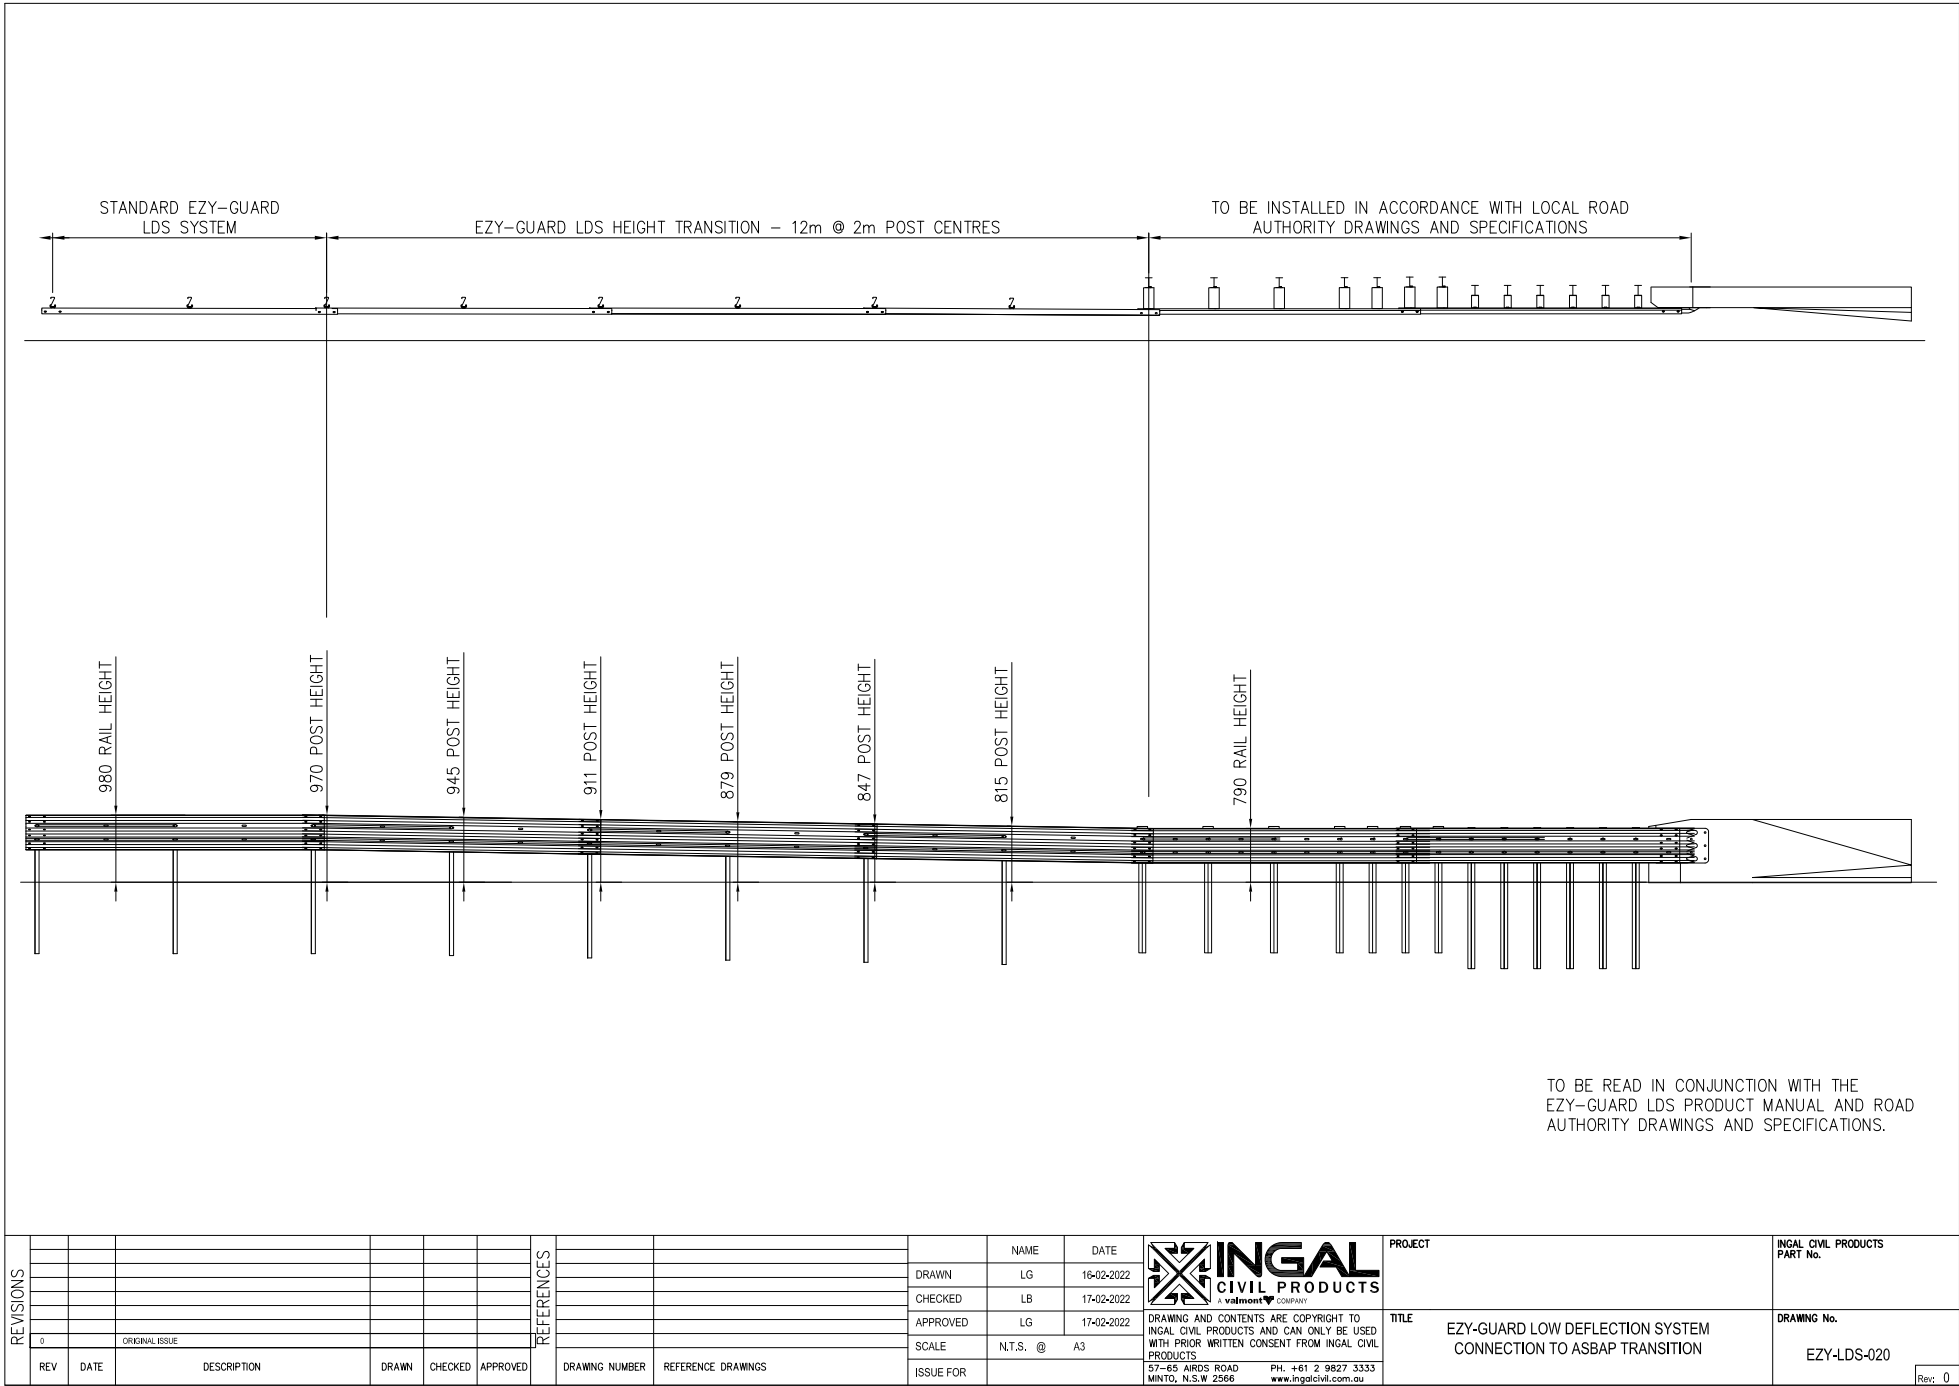 STANDARD EZY-GUARD
LDS SYSTEM
EZY-GUARD LDS HEIGHT TRANSITION - 12m @ 2m POST CENTRES
TO BE INSTALLED IN ACCORDANCE WITH LOCAL ROAD
AUTHORITY DRAWINGS AND SPECIFICATIONS
980 RAIL HEIGHT
970 POST HEIGHT
945 POST HEIGHT
911 POST HEIGHT
879 POST HEIGHT
847 POST HEIGHT
815 POST HEIGHT
790 RAIL HEIGHT
TO BE READ IN CONJUNCTION WITH THE
EZY-GUARD LDS PRODUCT MANUAL AND ROAD
AUTHORITY DRAWINGS AND SPECIFICATIONS.
REVISIONS
0 ORIGINAL ISSUE
REV DATE DESCRIPTION DRAWN CHECKED APPROVED
REFERENCES
DRAWING NUMBER REFERENCE DRAWINGS
NAME DATE
DRAWN LG 16-02-2022
CHECKED LB 17-02-2022
APPROVED LG 17-02-2022
SCALE N.T.S. @ A3
ISSUE FOR
INGAL
CIVIL PRODUCTS
A valmont COMPANY
DRAWING AND CONTENTS ARE COPYRIGHT TO
INGAL CIVIL PRODUCTS AND CAN ONLY BE USED
WITH PRIOR WRITTEN CONSENT FROM INGAL CIVIL
PRODUCTS
57-65 AIRDS ROAD PH. +61 2 9827 3333
MINTO, N.S.W 2566 www.ingalcivil.com.au
PROJECT
TITLE
EZY-GUARD LOW DEFLECTION SYSTEM
CONNECTION TO ASBAP TRANSITION
INGAL CIVIL PRODUCTS
PART No.
DRAWING No.
EZY-LDS-020
Rev: 0